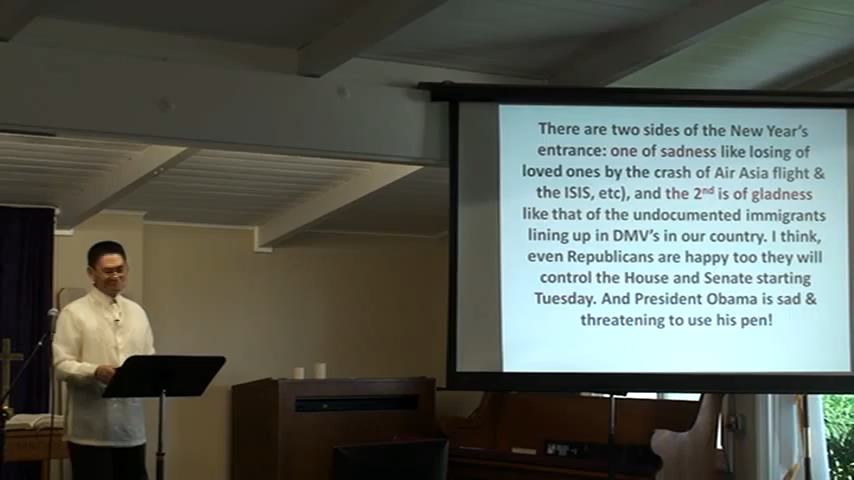 There are two sides of the New Year's
entrance: one of sadness like losing of
loved ones by the crash of Air Asia flight &
the ISIS, etc), and the 2nd is of gladness
like that of the undocumented immigrants
lining up in DMV's in our country. I think,
even Republicans are happy too they will
control the House and Senate starting
Tuesday. And President Obama is sad &
threatening to use his pen!